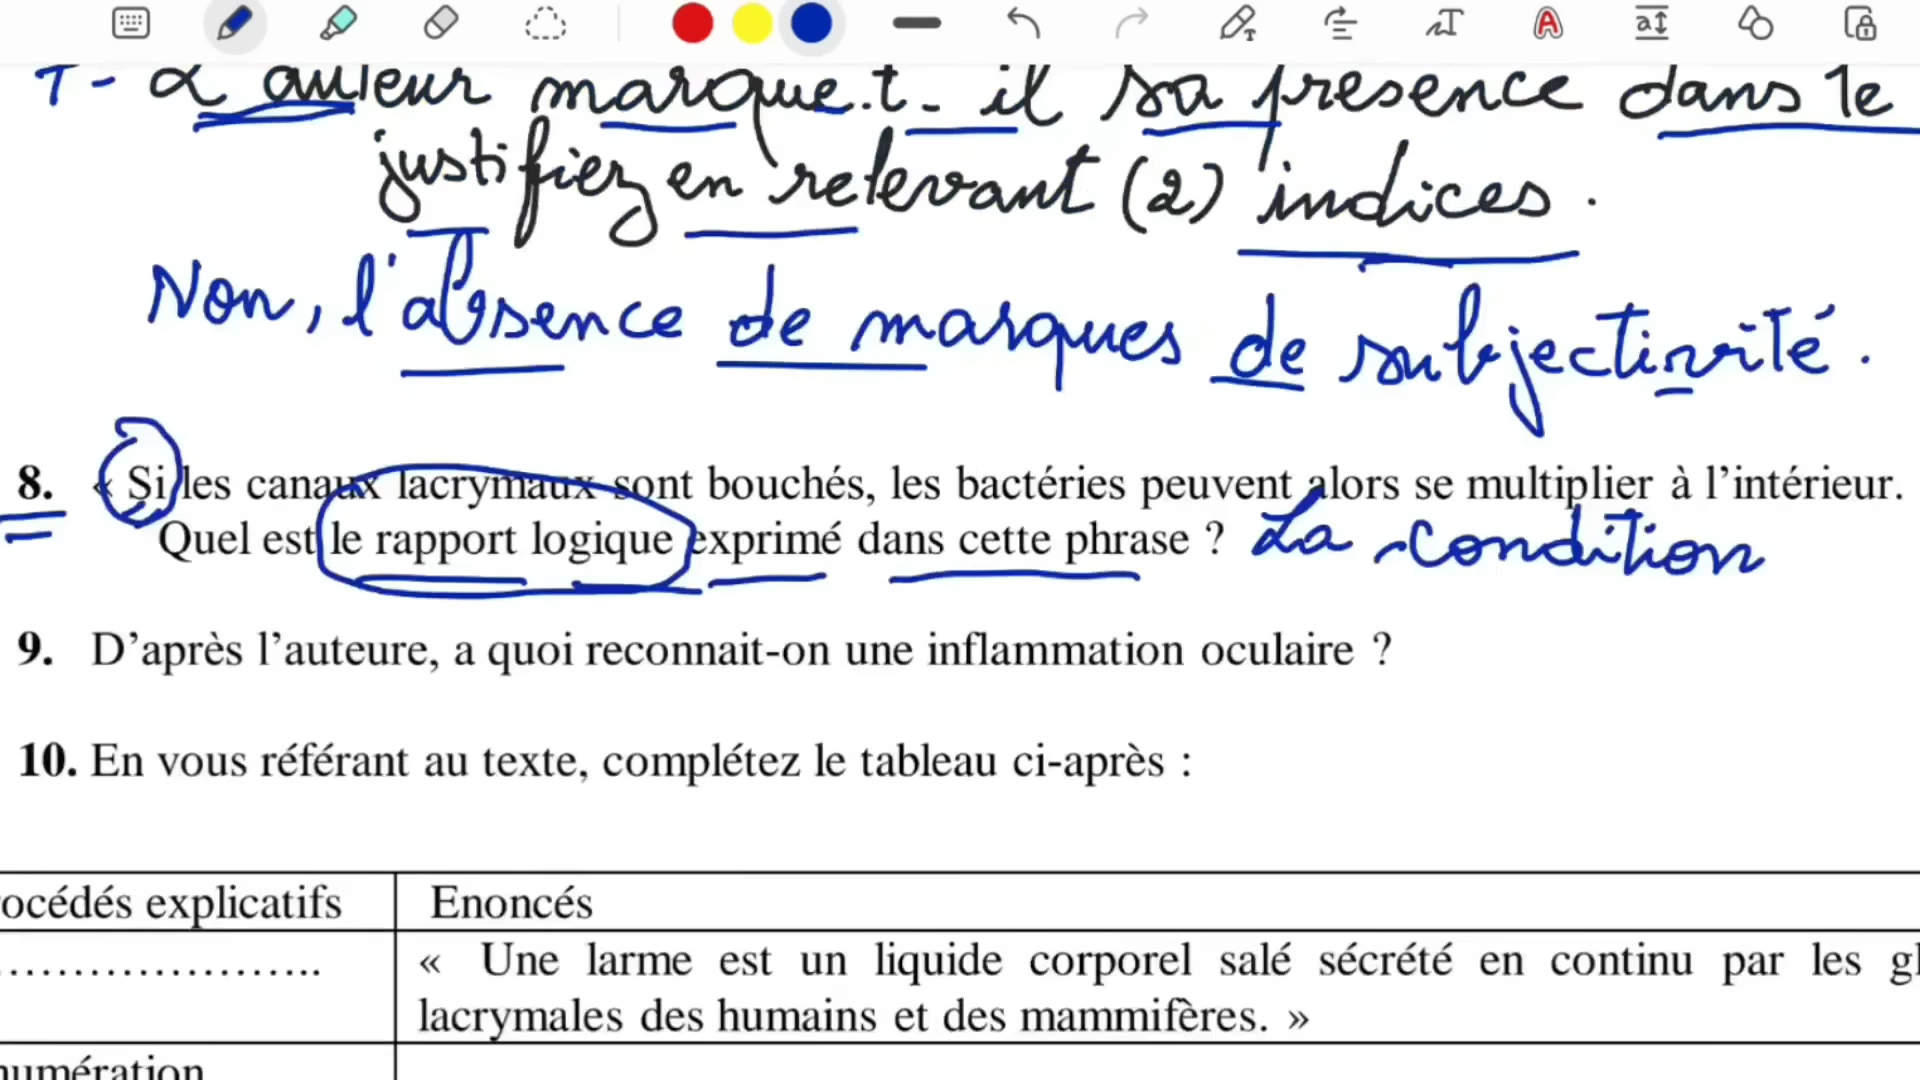 7- L'auteur marque.t- il sa présence dans le
justifiez en relevant (2) indices.
Non, l'absence de marques de subjectivité.
8. « Si les canaux lacrymaux sont bouchés, les bactéries peuvent alors se multiplier à l’intérieur.
Quel est le rapport logique exprimé dans cette phrase ? La condition
9. D’après l’auteure, a quoi reconnait-on une inflammation oculaire ?
10. En vous référant au texte, complétez le tableau ci-après :
océdés explicatifs Enoncés
………………….. « Une larme est un liquide corporel salé sécrété en continu par les gl
lacrymales des humains et des mammifères. »
numération